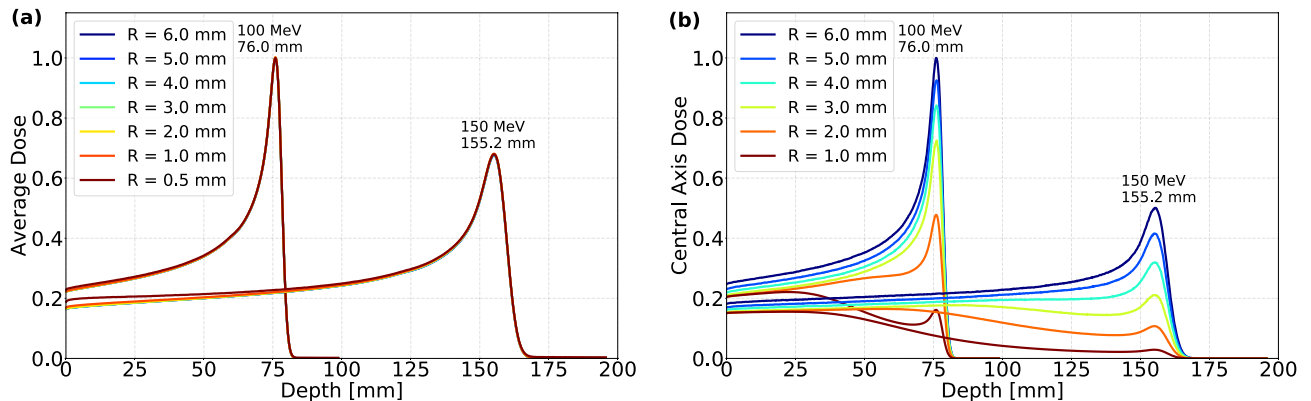 (a)
Average Dose
1.0
0.8
0.6
0.4
0.2
0.0
R = 6.0 mm
R = 5.0 mm
R = 4.0 mm
R = 3.0 mm
R = 2.0 mm
R = 1.0 mm
R = 0.5 mm
100 MeV
76.0 mm
150 MeV
155.2 mm
0 25 50 75 100 125 150 175 200
Depth [mm]
(b)
Central Axis Dose
1.0
0.8
0.6
0.4
0.2
0.0
R = 6.0 mm
R = 5.0 mm
R = 4.0 mm
R = 3.0 mm
R = 2.0 mm
R = 1.0 mm
100 MeV
76.0 mm
150 MeV
155.2 mm
0 25 50 75 100 125 150 175 200
Depth [mm]